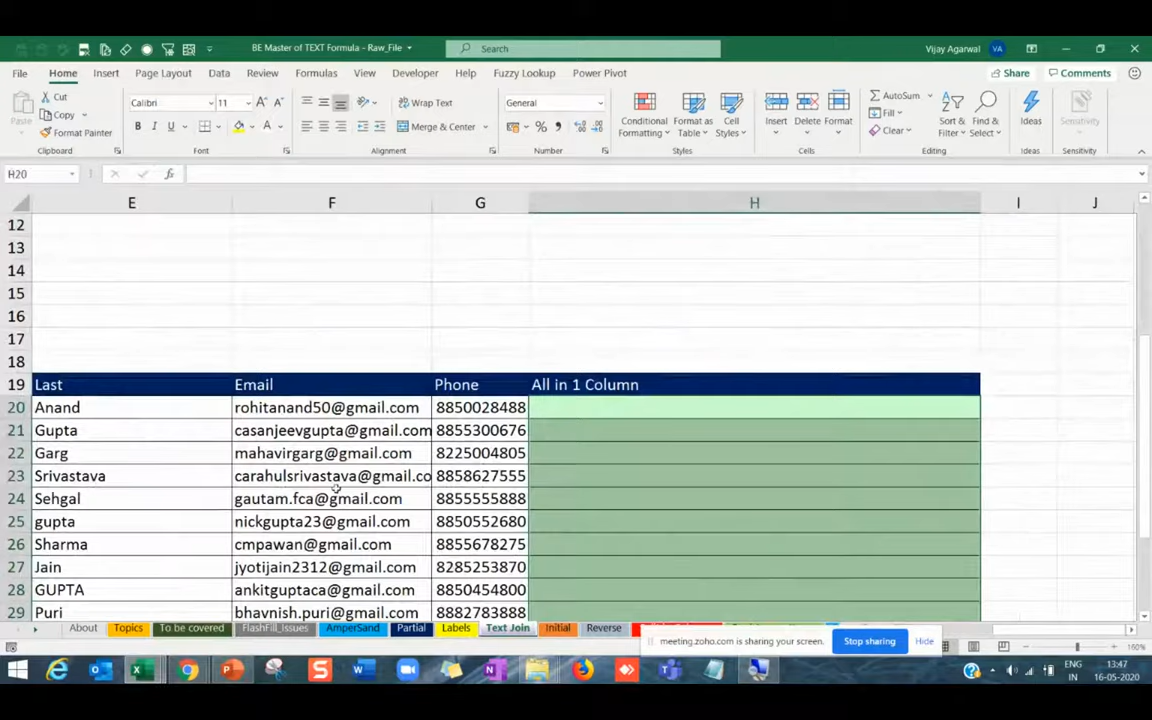 BE Master of TEXT Formula - Raw_File
Search
Vijay Agarwal VA
File Home Insert Page Layout Data Review Formulas View Developer Help Fuzzy Lookup Power Pivot Share Comments
Paste Cut Copy Format Painter
Calibri 11
B I U A
Wrap Text
Merge & Center
General
Conditional Formatting Format as Table Cell Styles
Insert Delete Format
AutoSum Fill Clear
Sort & Filter Find & Select
Ideas Sensitivity
Clipboard Font Alignment Number Styles Cells Editing Ideas Sensitivity
H20 fx
E F G H I J
12
13
14
15
16
17
18
19 Last Email Phone All in 1 Column
20 Anand rohitanand50@gmail.com 8850028488
21 Gupta casanjeevgupta@gmail.com 8855300676
22 Garg mahavirgarg@gmail.com 8225004805
23 Srivastava carahulsrivastava@gmail.co 8858627555
24 Sehgal gautam.fca@gmail.com 8855555888
25 gupta nickgupta23@gmail.com 8850552680
26 Sharma cmpawan@gmail.com 8855678275
27 Jain jyotijain2312@gmail.com 8285253870
28 GUPTA ankitguptaca@gmail.com 8850454800
29 Puri bhavnish.puri@gmail.com 8882783888
About Topics To be covered FlashFill_Issues AmperSand Partial Labels Text Join Initial Reverse
meeting.zoho.com is sharing your screen. Stop sharing Hide
160%
ENG
IN
13:47
16-05-2020